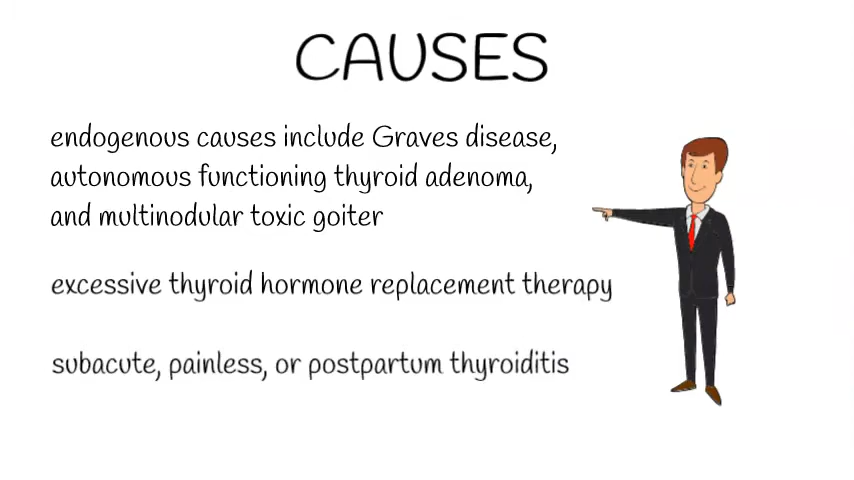 CAUSES
endogenous causes include Graves disease,
autonomous functioning thyroid adenoma,
and multinodular toxic goiter
excessive thyroid hormone replacement therapy
subacute, painless, or postpartum thyroiditis